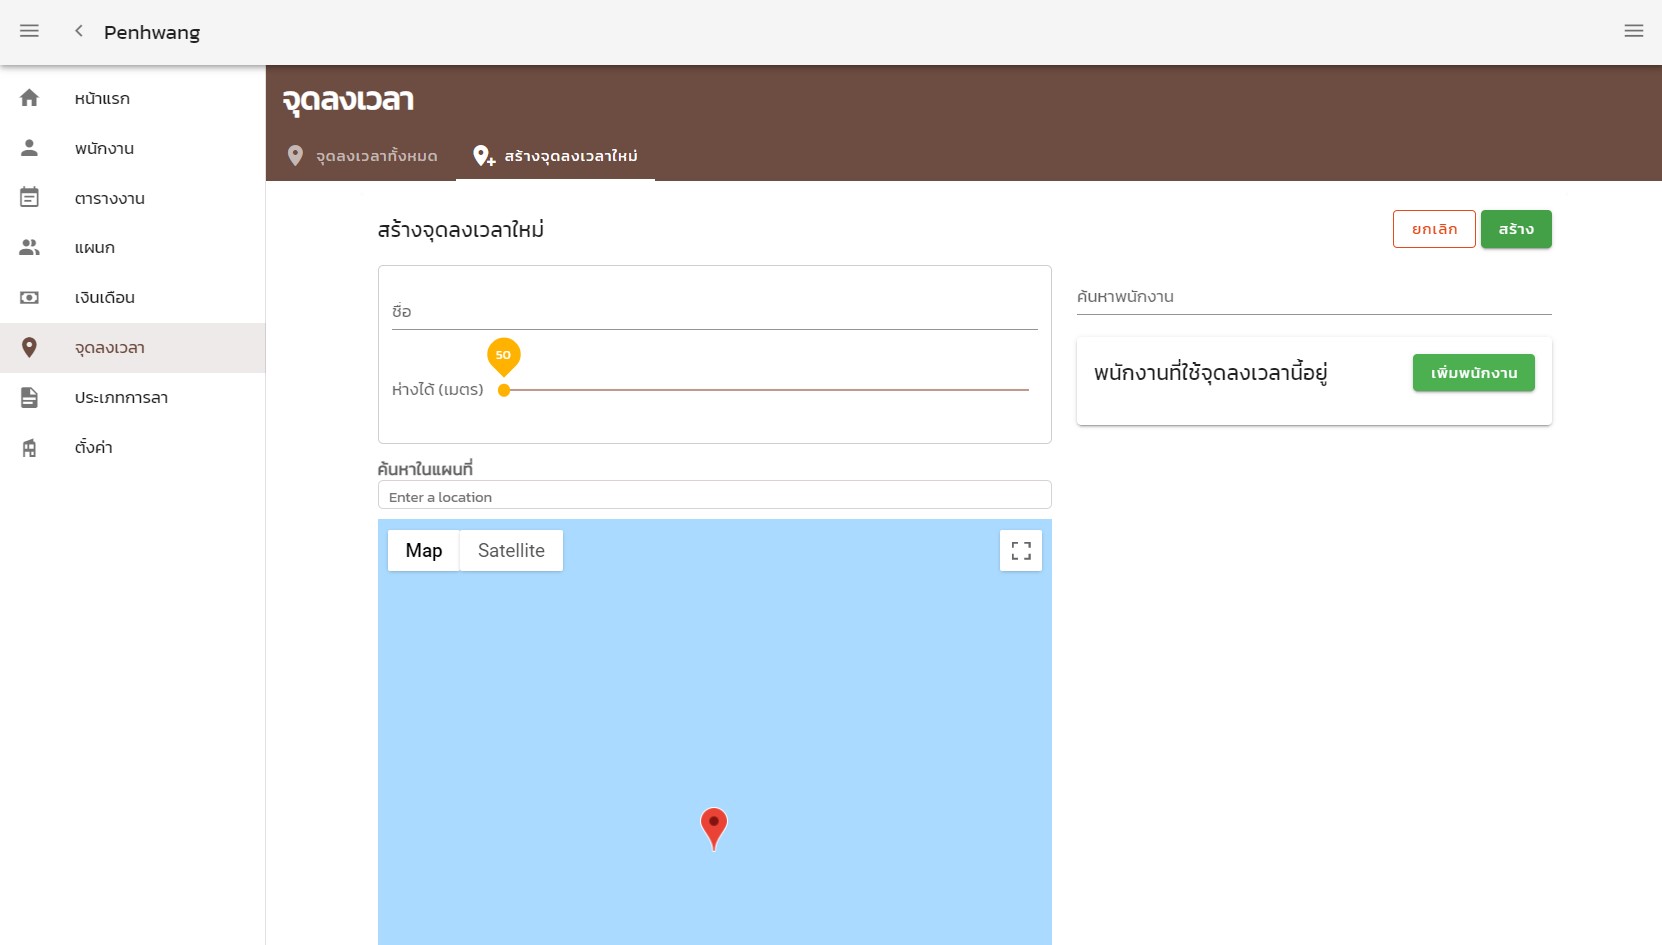 Penhwang
หน้าแรก
พนักงาน
ตารางงาน
แผนก
เงินเดือน
จุดลงเวลา
ประเภทการลา
ตั้งค่า
จุดลงเวลา
จุดลงเวลาทั้งหมด
สร้างจุดลงเวลาใหม่
สร้างจุดลงเวลาใหม่
ยกเลิก
สร้าง
ชื่อ
50
ห่างได้ (เมตร)
ค้นหาในแผนที่
Enter a location
Map
Satellite
ค้นหาพนักงาน
พนักงานที่ใช้จุดลงเวลานี้อยู่
เพิ่มพนักงาน